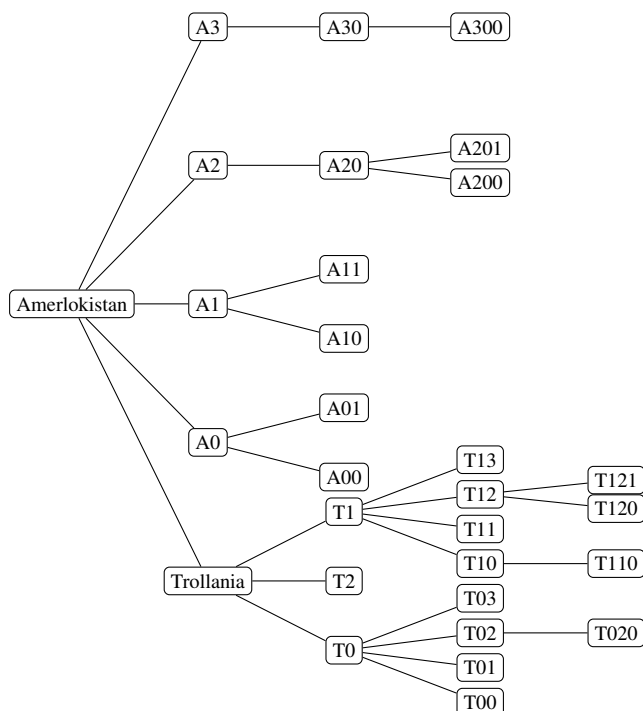 A3 A30 A300
A201
A2 A20
A200
A11
Amerlokistan A1
A10
A01
A0
T13
A00
T121
T12
T1 T120
T11
T10 T110
Trollania T2
T03
T02 T020
T0
T01
T00